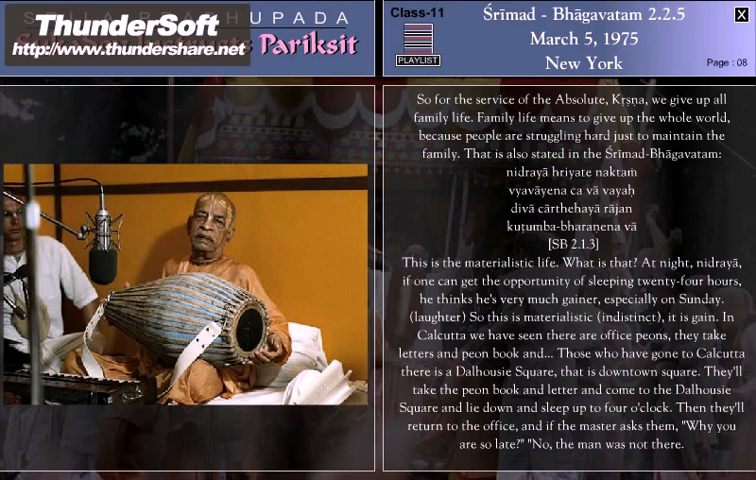 SRILA PRABHUPADA
ThunderSoft
http://www.thundershare.net
Pariksit
Class-11
PLAYLIST
Śrīmad - Bhāgavatam 2.2.5
March 5, 1975
New York
X
Page : 08
So for the service of the Absolute, Kṛṣṇa, we give up all
family life. Family life means to give up the whole world,
because people are struggling hard just to maintain the
family. That is also stated in the Śrīmad-Bhāgavatam:
nidrayā hriyate naktaṁ
vyavāyena ca vā vayaḥ
divā cārthehayā rājan
kuṭumba-bharaṇena vā
[SB 2.1.3]
This is the materialistic life. What is that? At night, nidrayā,
if one can get the opportunity of sleeping twenty-four hours,
he thinks he's very much gainer, especially on Sunday.
(laughter) So this is materialistic (indistinct), it is gain. In
Calcutta we have seen there are office peons, they take
letters and peon book and... Those who have gone to Calcutta
there is a Dalhousie Square, that is downtown square. They'll
take the peon book and letter and come to the Dalhousie
Square and lie down and sleep up to four o'clock. Then they'll
return to the office, and if the master asks them, "Why you
are so late?" "No, the man was not there.